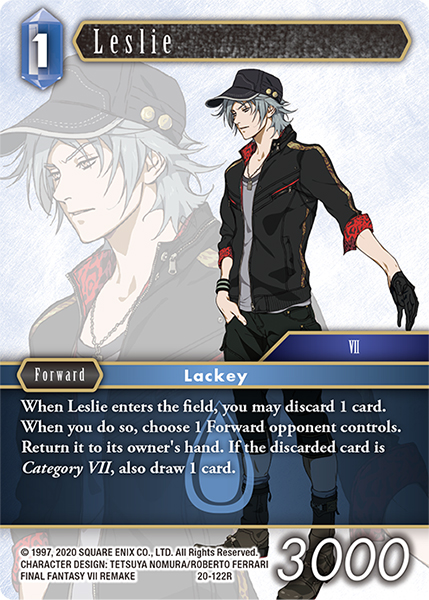 1
Leslie
VII
Forward
Lackey
When Leslie enters the field, you may discard 1 card.
When you do so, choose 1 Forward opponent controls.
Return it to its owner's hand. If the discarded card is
Category VII, also draw 1 card.
© 1997, 2020 SQUARE ENIX CO., LTD. All Rights Reserved.
CHARACTER DESIGN: TETSUYA NOMURA/ROBERTO FERRARI
FINAL FANTASY VII REMAKE 20-122R
3000